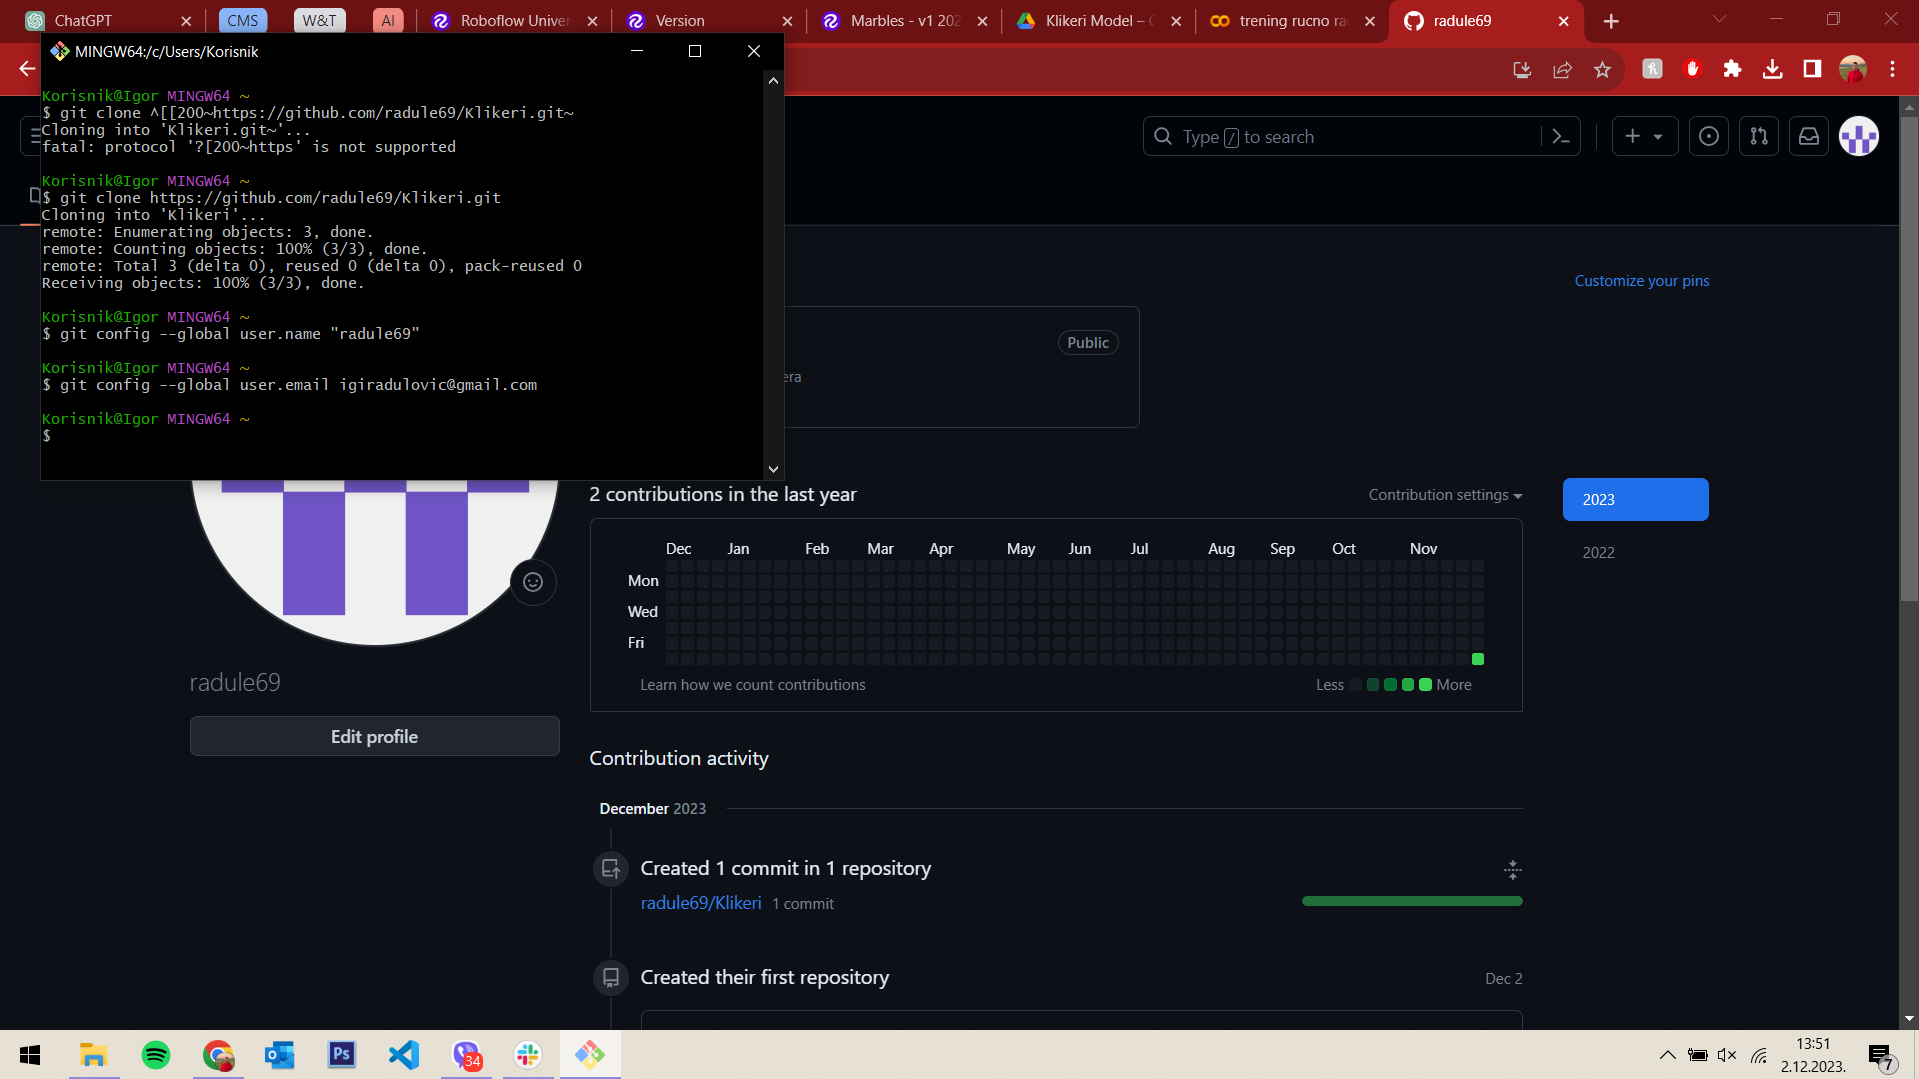 ChatGPT
CMS
W&T
AI
Roboflow Univer
Version
Marbles - v1 202
Klikeri Model – G
trening rucno ra
radule69
MINGW64:/c/Users/Korisnik
Korisnik@Igor MINGW64 ~
$ git clone ^[[200~https://github.com/radule69/Klikeri.git~
Cloning into 'Klikeri.git~'...
fatal: protocol '?[200~https' is not supported
Korisnik@Igor MINGW64 ~
$ git clone https://github.com/radule69/Klikeri.git
Cloning into 'Klikeri'...
remote: Enumerating objects: 3, done.
remote: Counting objects: 100% (3/3), done.
remote: Total 3 (delta 0), reused 0 (delta 0), pack-reused 0
Receiving objects: 100% (3/3), done.
Korisnik@Igor MINGW64 ~
$ git config --global user.name "radule69"
Korisnik@Igor MINGW64 ~
$ git config --global user.email igiradulovic@gmail.com
Korisnik@Igor MINGW64 ~
$
Type / to search
Customize your pins
Public
era
2 contributions in the last year
Contribution settings
2023
2022
Dec Jan Feb Mar Apr May Jun Jul Aug Sep Oct Nov
Mon
Wed
Fri
Learn how we count contributions
Less More
radule69
Edit profile
Contribution activity
December 2023
Created 1 commit in 1 repository
radule69/Klikeri 1 commit
Created their first repository
Dec 2
Ps
34
13:51
2.12.2023.
7